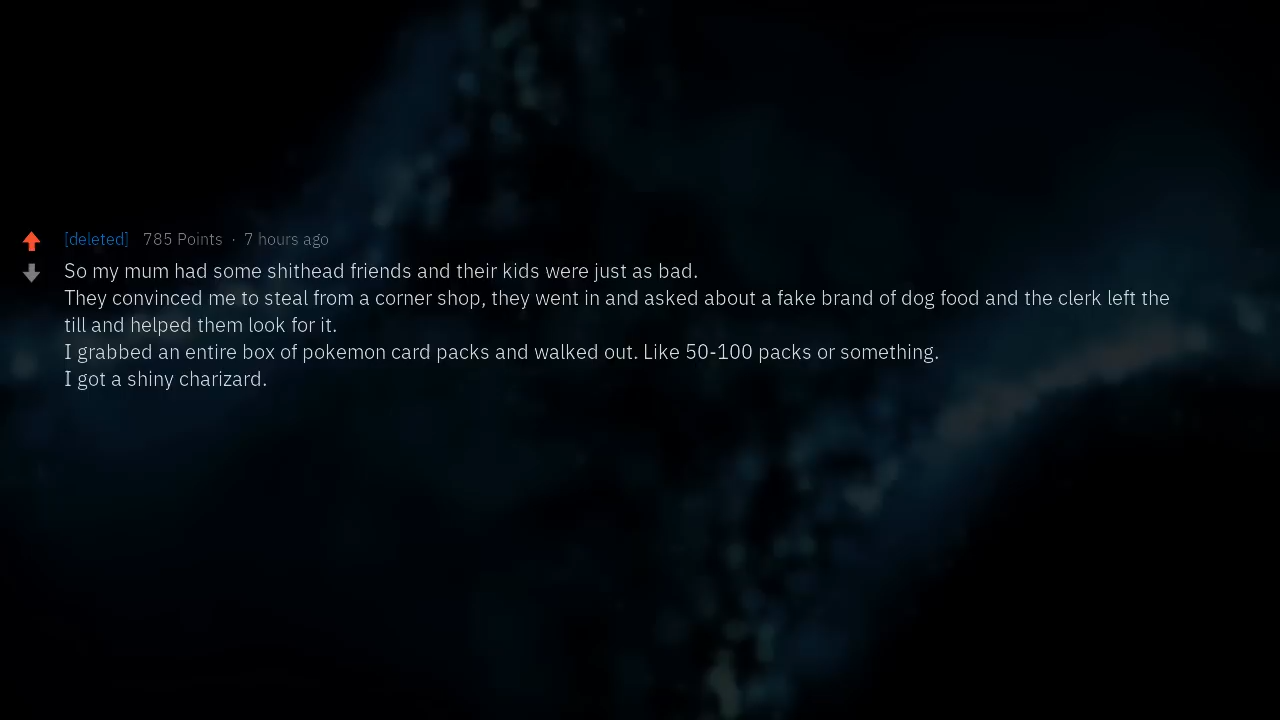 [deleted] 785 Points · 7 hours ago
So my mum had some shithead friends and their kids were just as bad.
They convinced me to steal from a corner shop, they went in and asked about a fake brand of dog food and the clerk left the
till and helped them look for it.
I grabbed an entire box of pokemon card packs and walked out. Like 50-100 packs or something.
I got a shiny charizard.